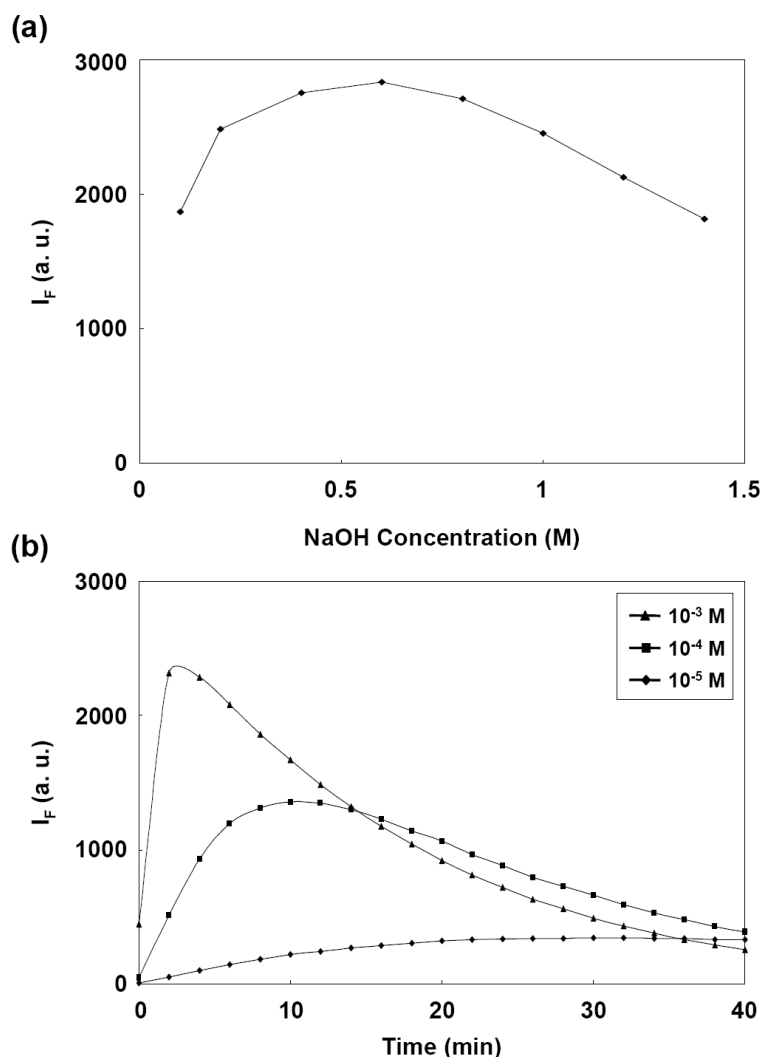 (a)
3000
2000
1000
0
I_F (a. u.)
0 0.5 1 1.5
NaOH Concentration (M)
(b)
3000
2000
1000
0
I_F (a. u.)
10⁻³ M
10⁻⁴ M
10⁻⁵ M
0 10 20 30 40
Time (min)